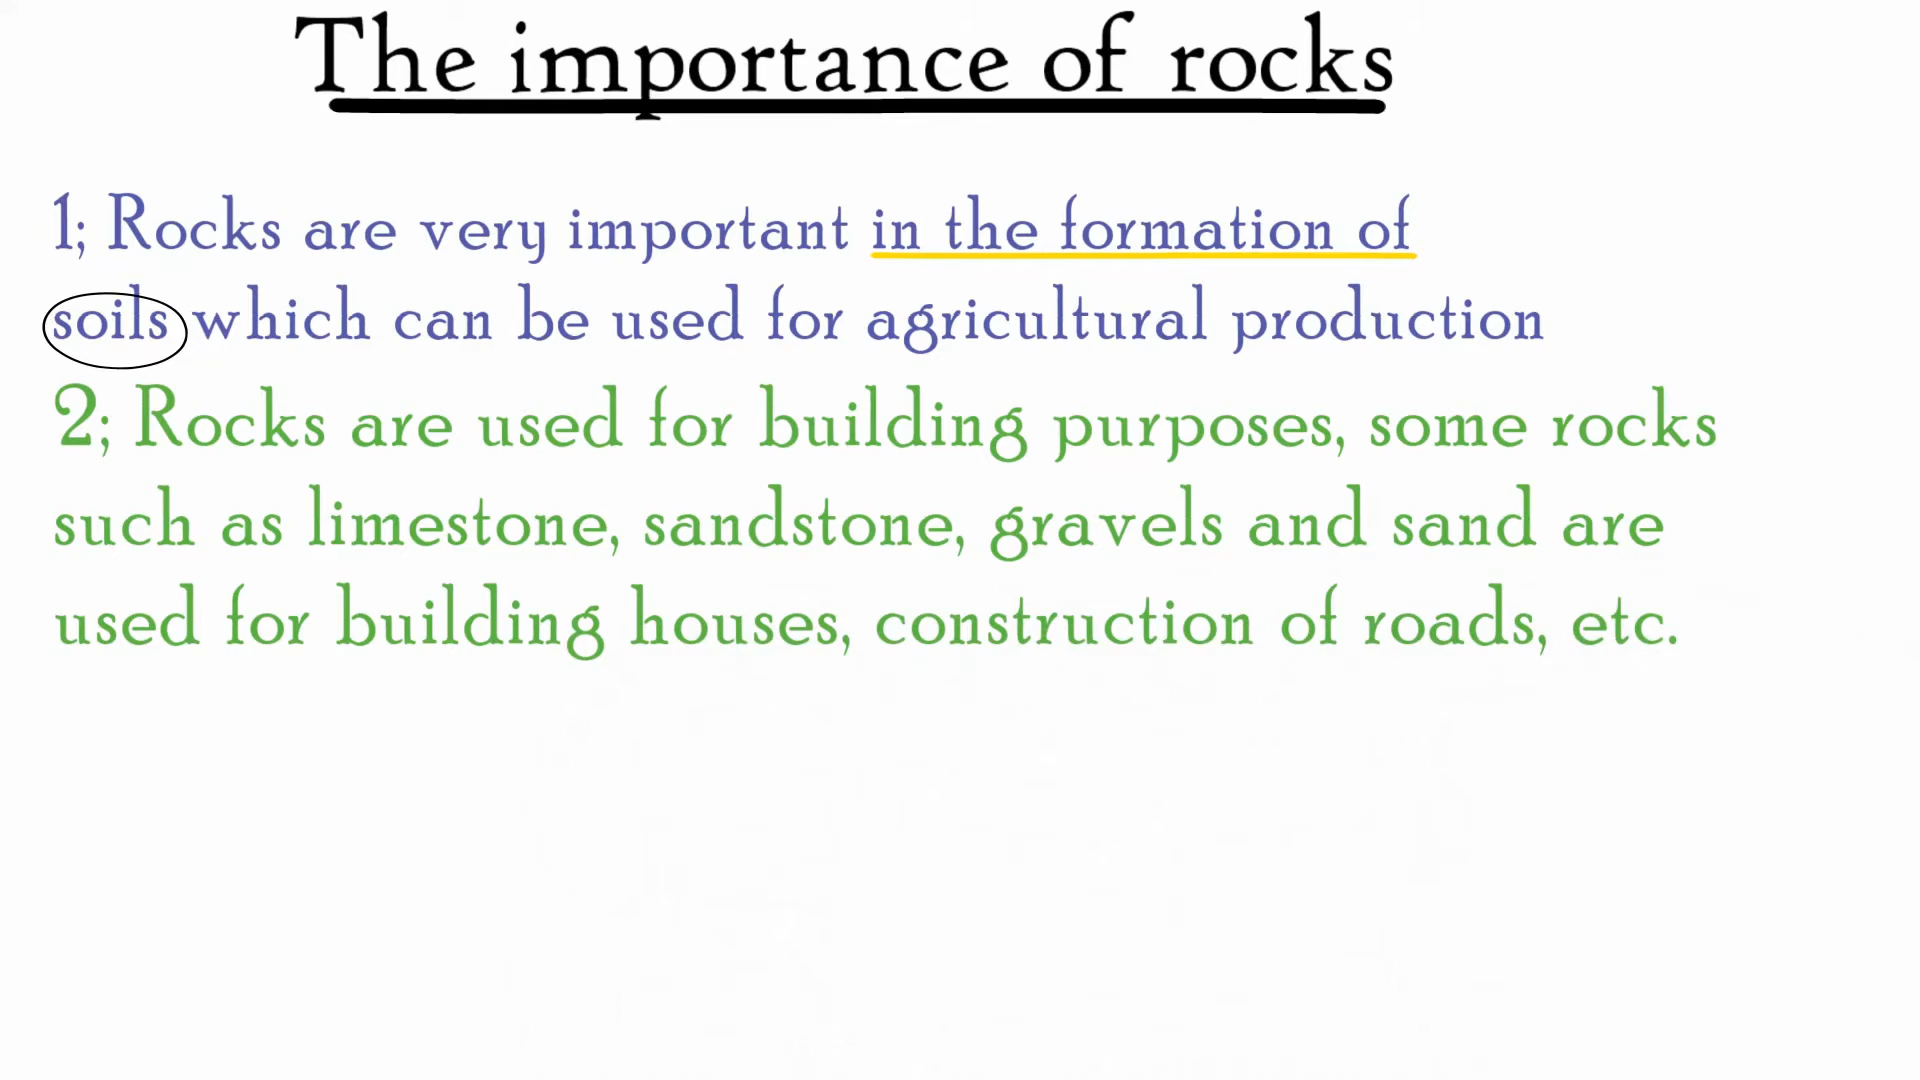 The importance of rocks
1; Rocks are very important in the formation of
soils which can be used for agricultural production
2; Rocks are used for building purposes, some rocks
such as limestone, sandstone, gravels and sand are
used for building houses, construction of roads, etc.